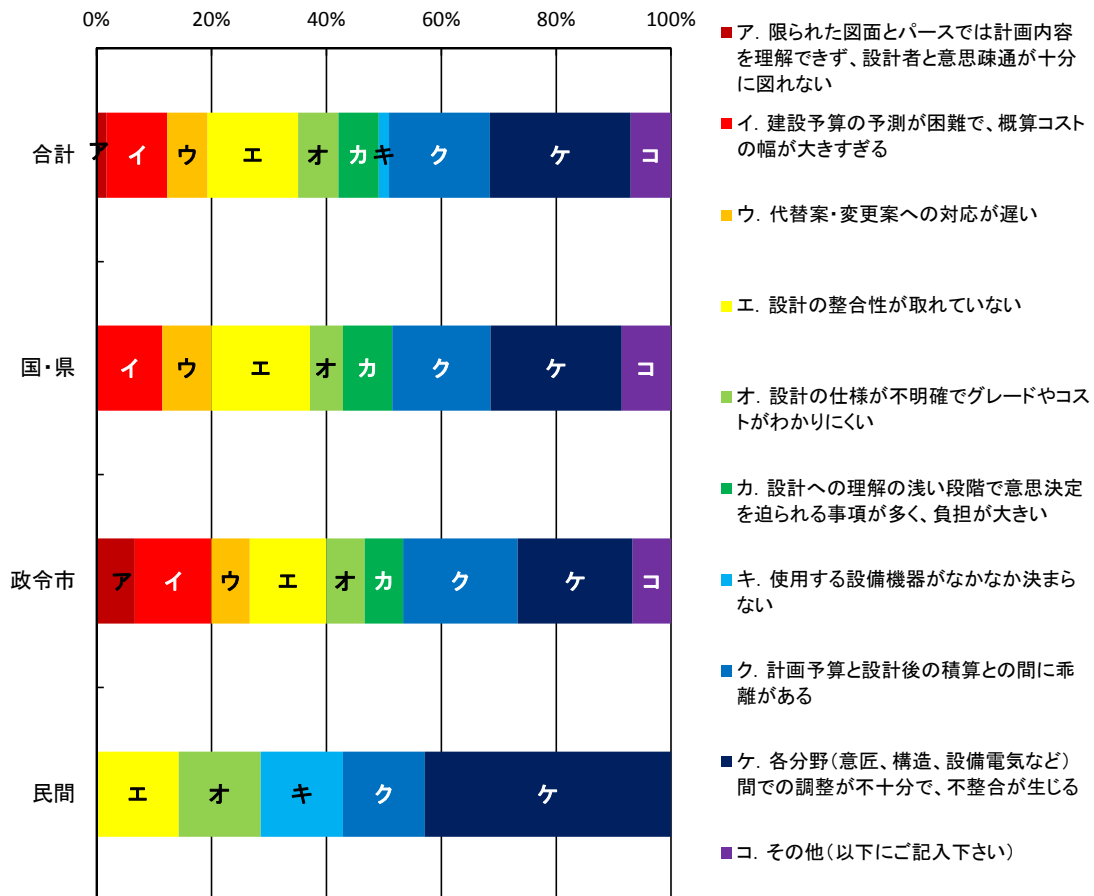 0% 20% 40% 60% 80% 100%
合計
ア イ ウ エ オ カ キ ク ケ コ
国・県
イ ウ エ オ カ ク ケ コ
政令市
ア イ ウ エ オ カ ク ケ コ
民間
エ オ キ ク ケ
ア. 限られた図面とパースでは計画内容
を理解できず、設計者と意思疎通が十分
に図れない
イ. 建設予算の予測が困難で、概算コスト
の幅が大きすぎる
ウ. 代替案・変更案への対応が遅い
エ. 設計の整合性が取れていない
オ. 設計の仕様が不明確でグレードやコス
トがわかりにくい
カ. 設計への理解の浅い段階で意思決定
を迫られる事項が多く、負担が大きい
キ. 使用する設備機器がなかなか決まら
ない
ク. 計画予算と設計後の積算との間に乖
離がある
ケ. 各分野(意匠、構造、設備電気など)
間での調整が不十分で、不整合が生じる
コ. その他(以下にご記入下さい)